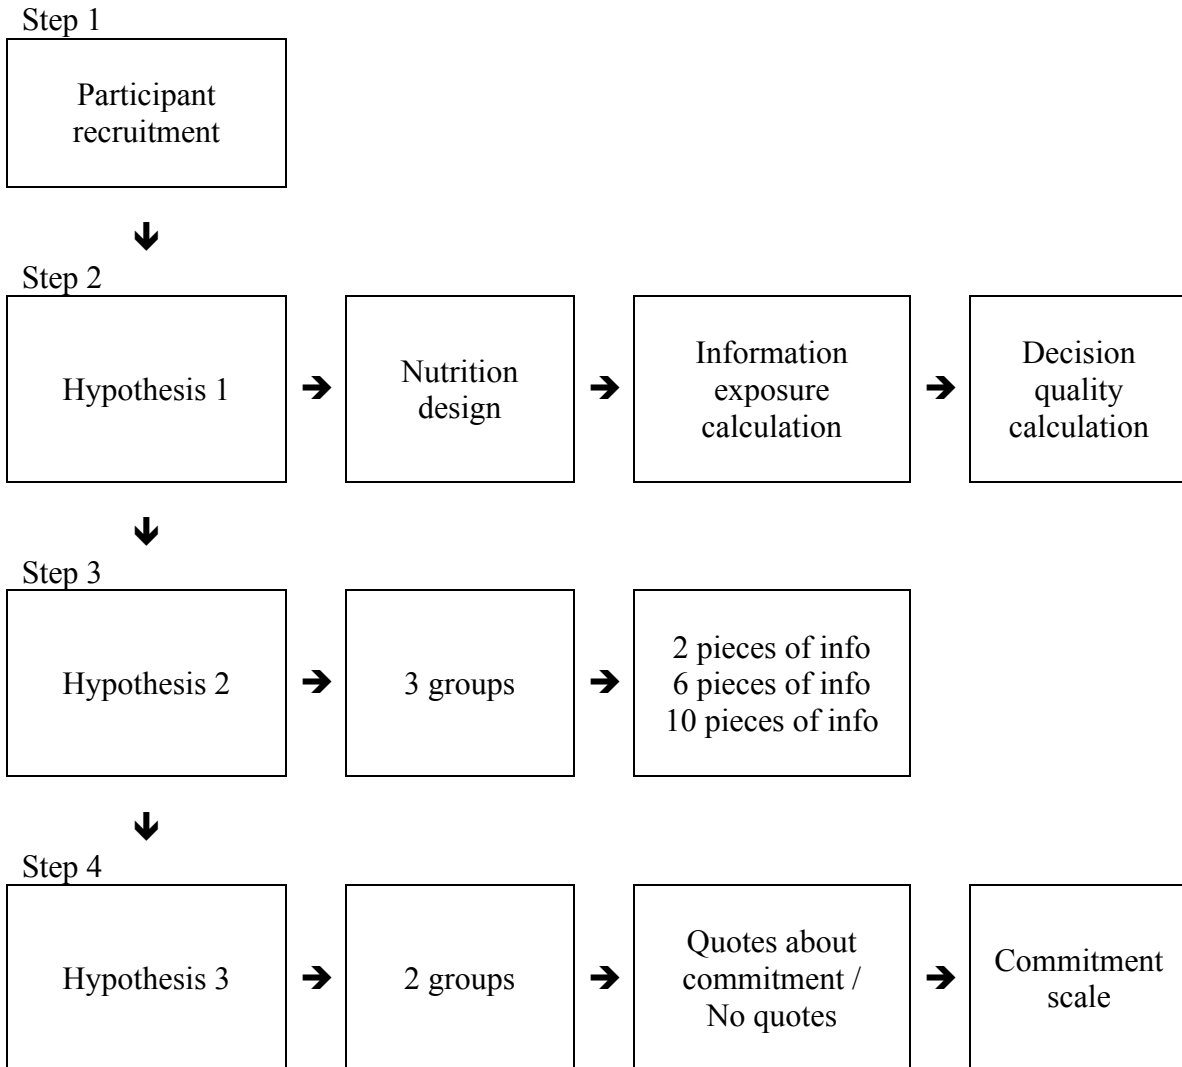 Step 1
Participant
recruitment
Step 2
Hypothesis 1
Nutrition
design
Information
exposure
calculation
Decision
quality
calculation
Step 3
Hypothesis 2
3 groups
2 pieces of info
6 pieces of info
10 pieces of info
Step 4
Hypothesis 3
2 groups
Quotes about
commitment /
No quotes
Commitment
scale